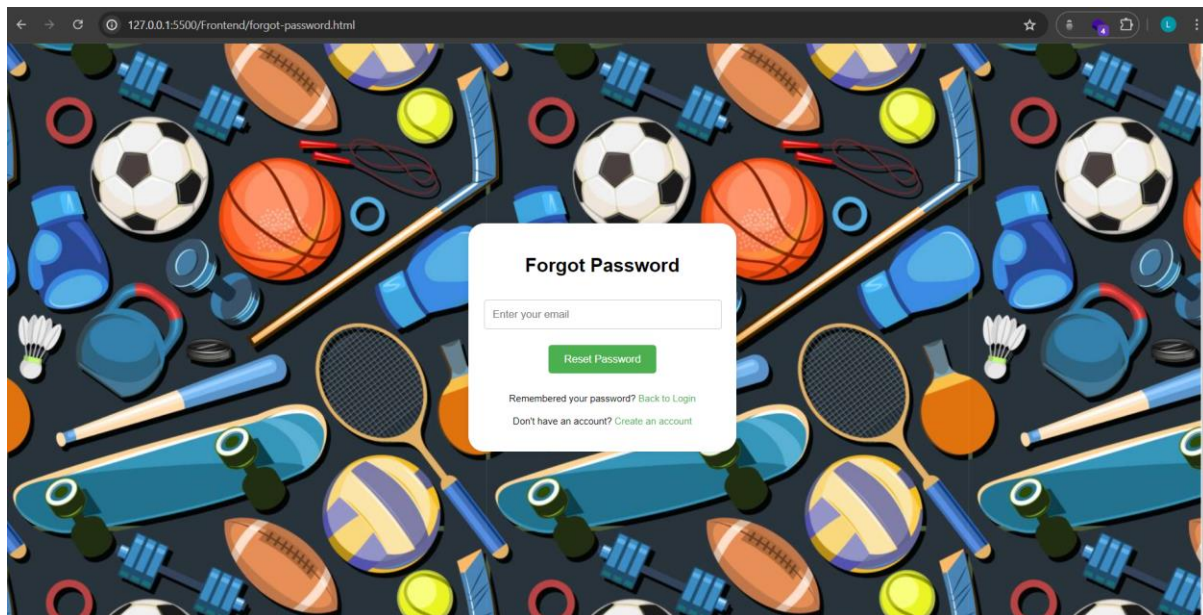 127.0.0.1:5500/Frontend/forgot-password.html
4
L
Forgot Password
Enter your email
Reset Password
Remembered your password? Back to Login
Don't have an account? Create an account